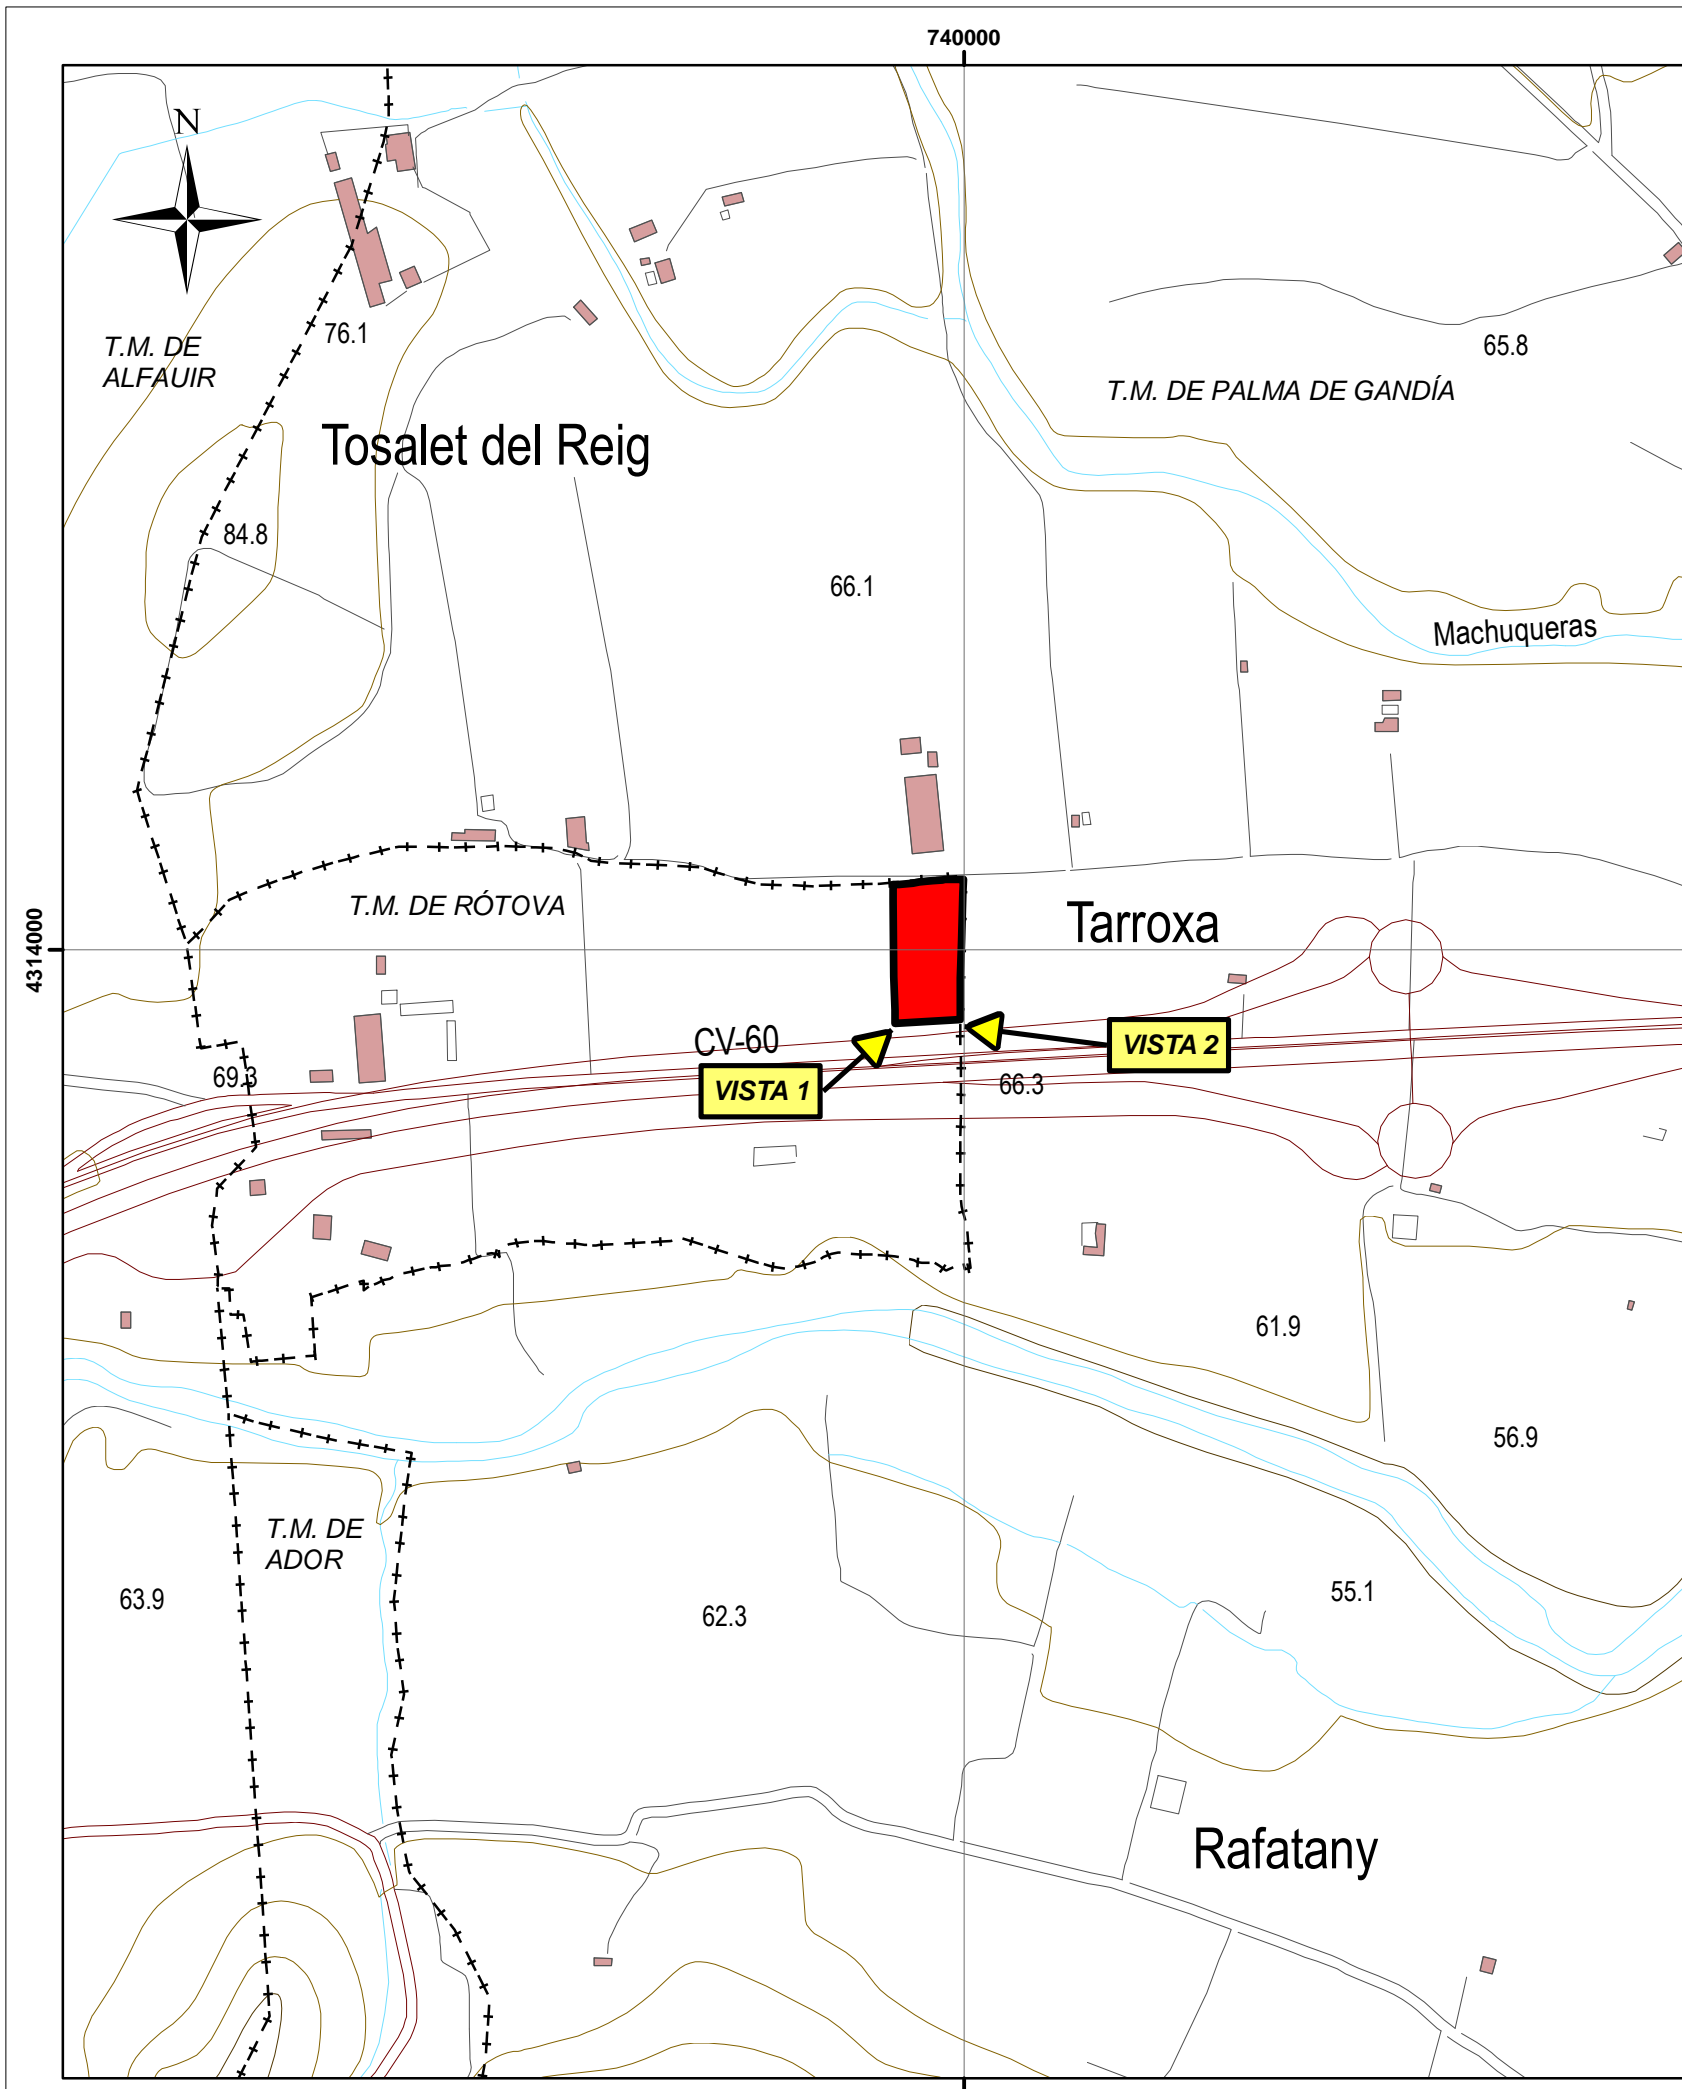 740000
N
76.1
T.M. DE
ALFAUIR
65.8
T.M. DE PALMA DE GANDÍA
Tosalet del Reig
84.8
66.1
Machuqueras
T.M. DE RÓTOVA
Tarroxa
4314000
CV-60
VISTA 2
69.3
VISTA 1
66.3
61.9
56.9
T.M. DE
ADOR
63.9
62.3
55.1
Rafatany